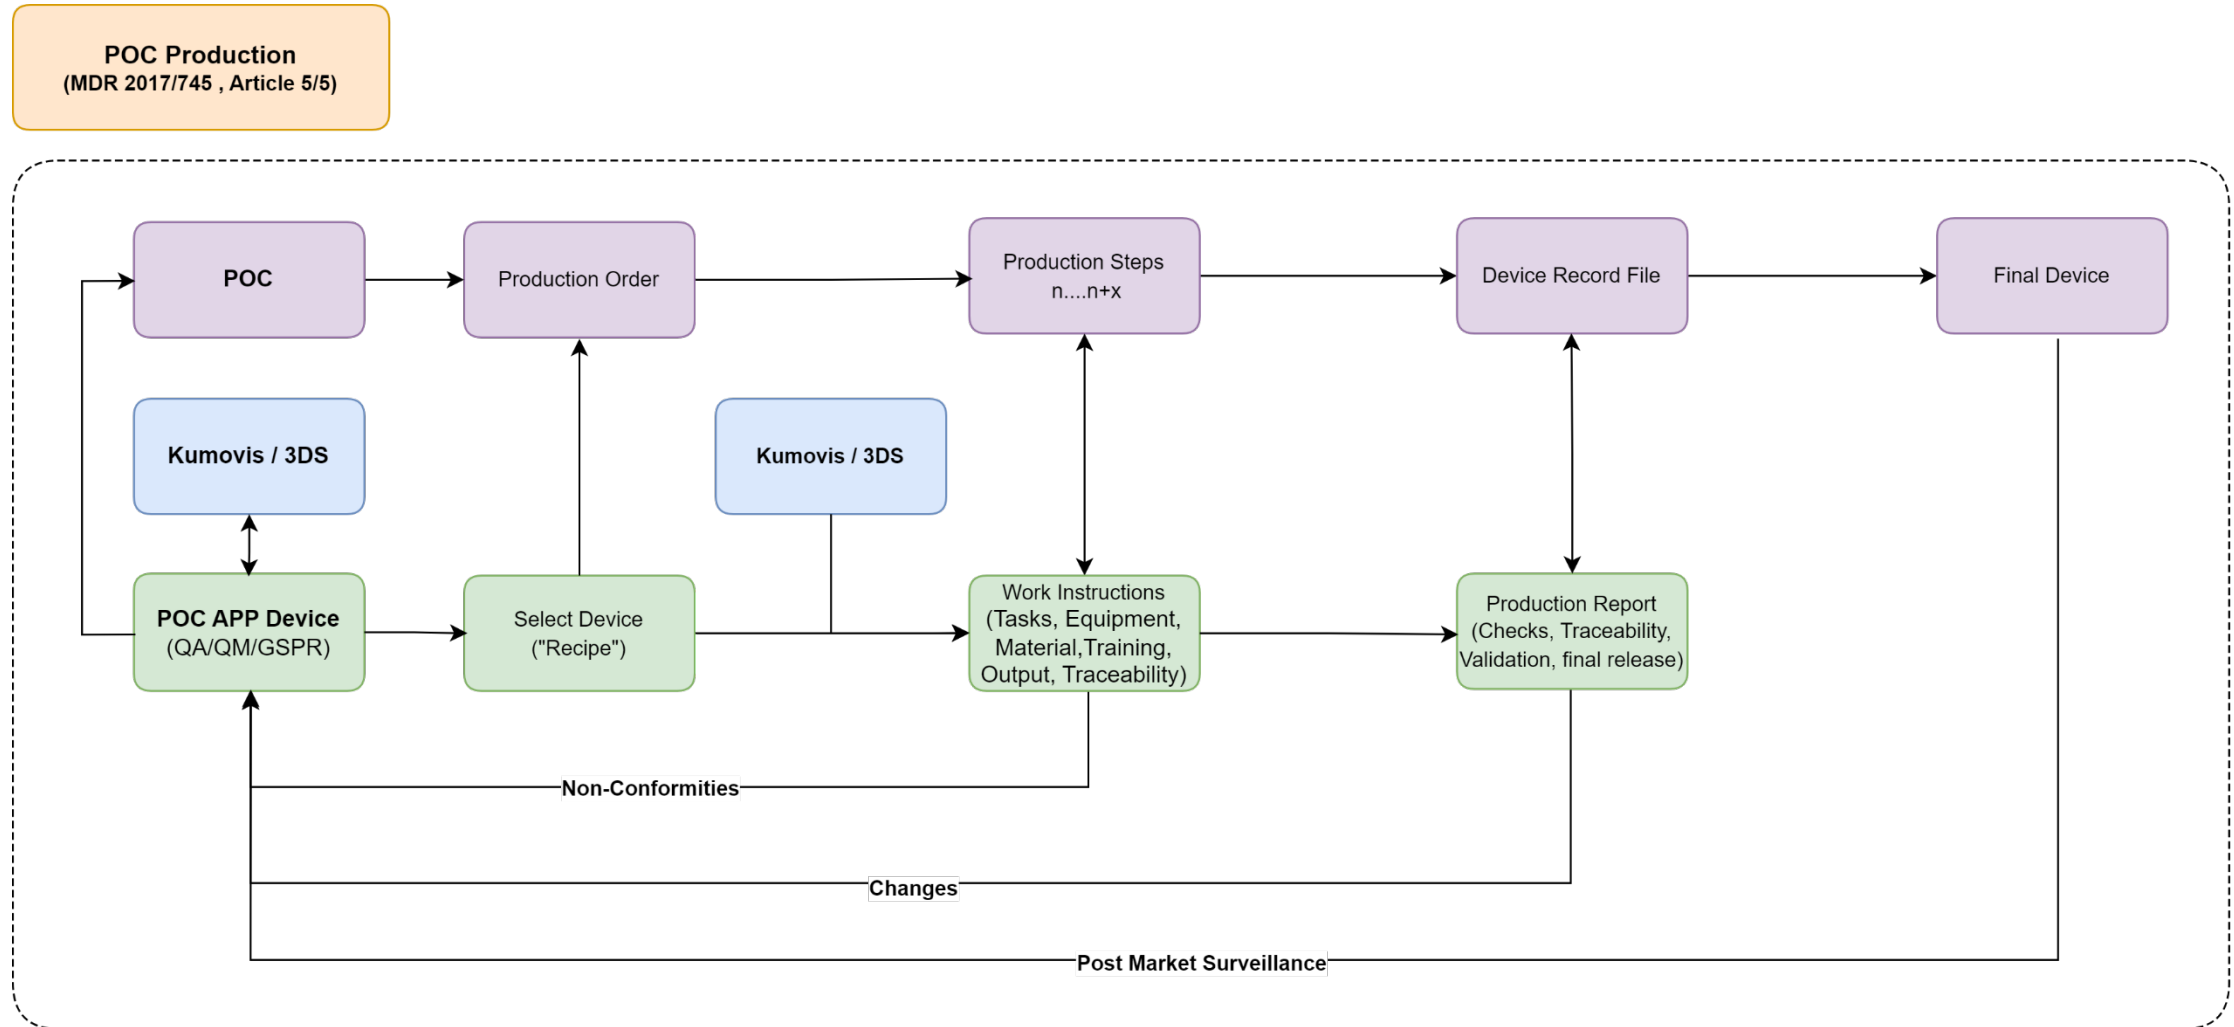 POC Production
(MDR 2017/745 , Article 5/5)
POC
Production Order
Production Steps
n....n+x
Device Record File
Final Device
Kumovis / 3DS
Kumovis / 3DS
POC APP Device
(QA/QM/GSPR)
Select Device
("Recipe")
Work Instructions
(Tasks, Equipment,
Material,Training,
Output, Traceability)
Production Report
(Checks, Traceability,
Validation, final release)
Non-Conformities
Changes
Post Market Surveillance